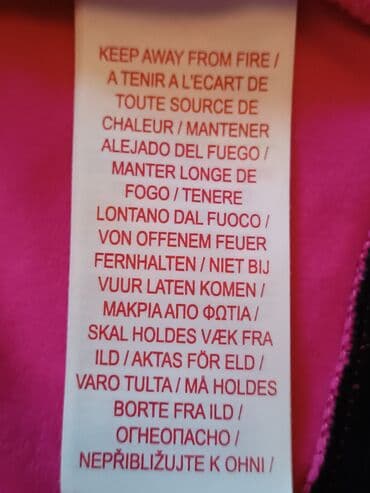 KEEP AWAY FROM FIRE /
A TENIR A L'ECART DE
TOUTE SOURCE DE
CHALEUR / MANTENER
ALEJADO DEL FUEGO /
MANTER LONGE DE
FOGO / TENERE
LONTANO DAL FUOCO /
VON OFFENEM FEUER
FERNHALTEN / NIET BIJ
VUUR LATEN KOMEN /
ΜΑΚΡΙΑ ΑΠΟ ΦΩΤΙΑ /
SKAL HOLDES VÆK FRA
ILD / AKTAS FÖR ELD /
VARO TULTA / MÅ HOLDES
BORTE FRA ILD /
ОГНЕОПАСНО /
NEPŘIBLIŽUJTE K OHNI /